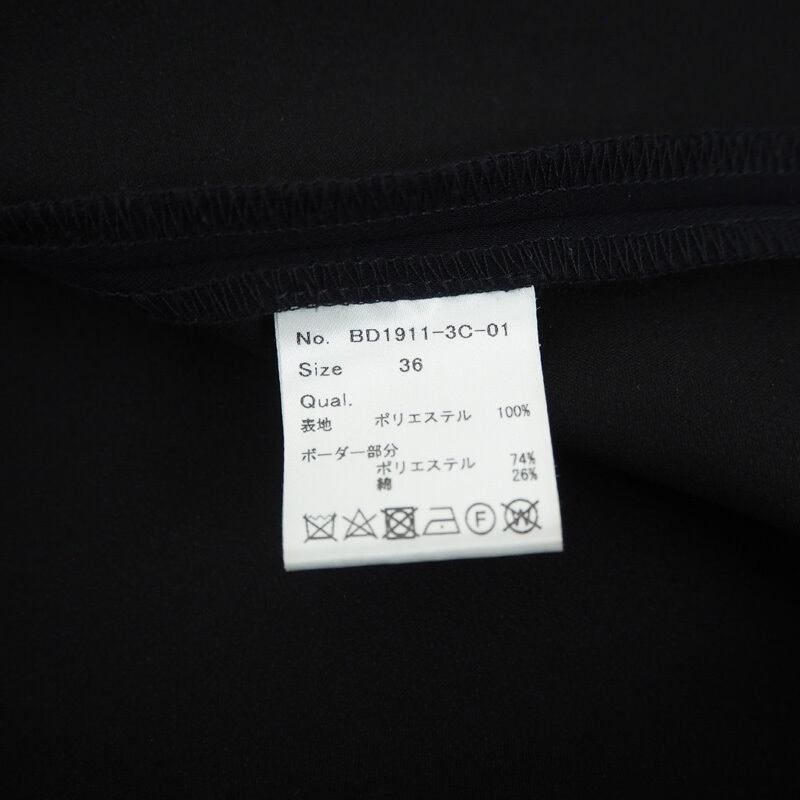 No. BD1911-3C-01
Size 36
Qual.
表地 ポリエステル 100%
ボーダー部分
ポリエステル 74%
綿 26%
F W